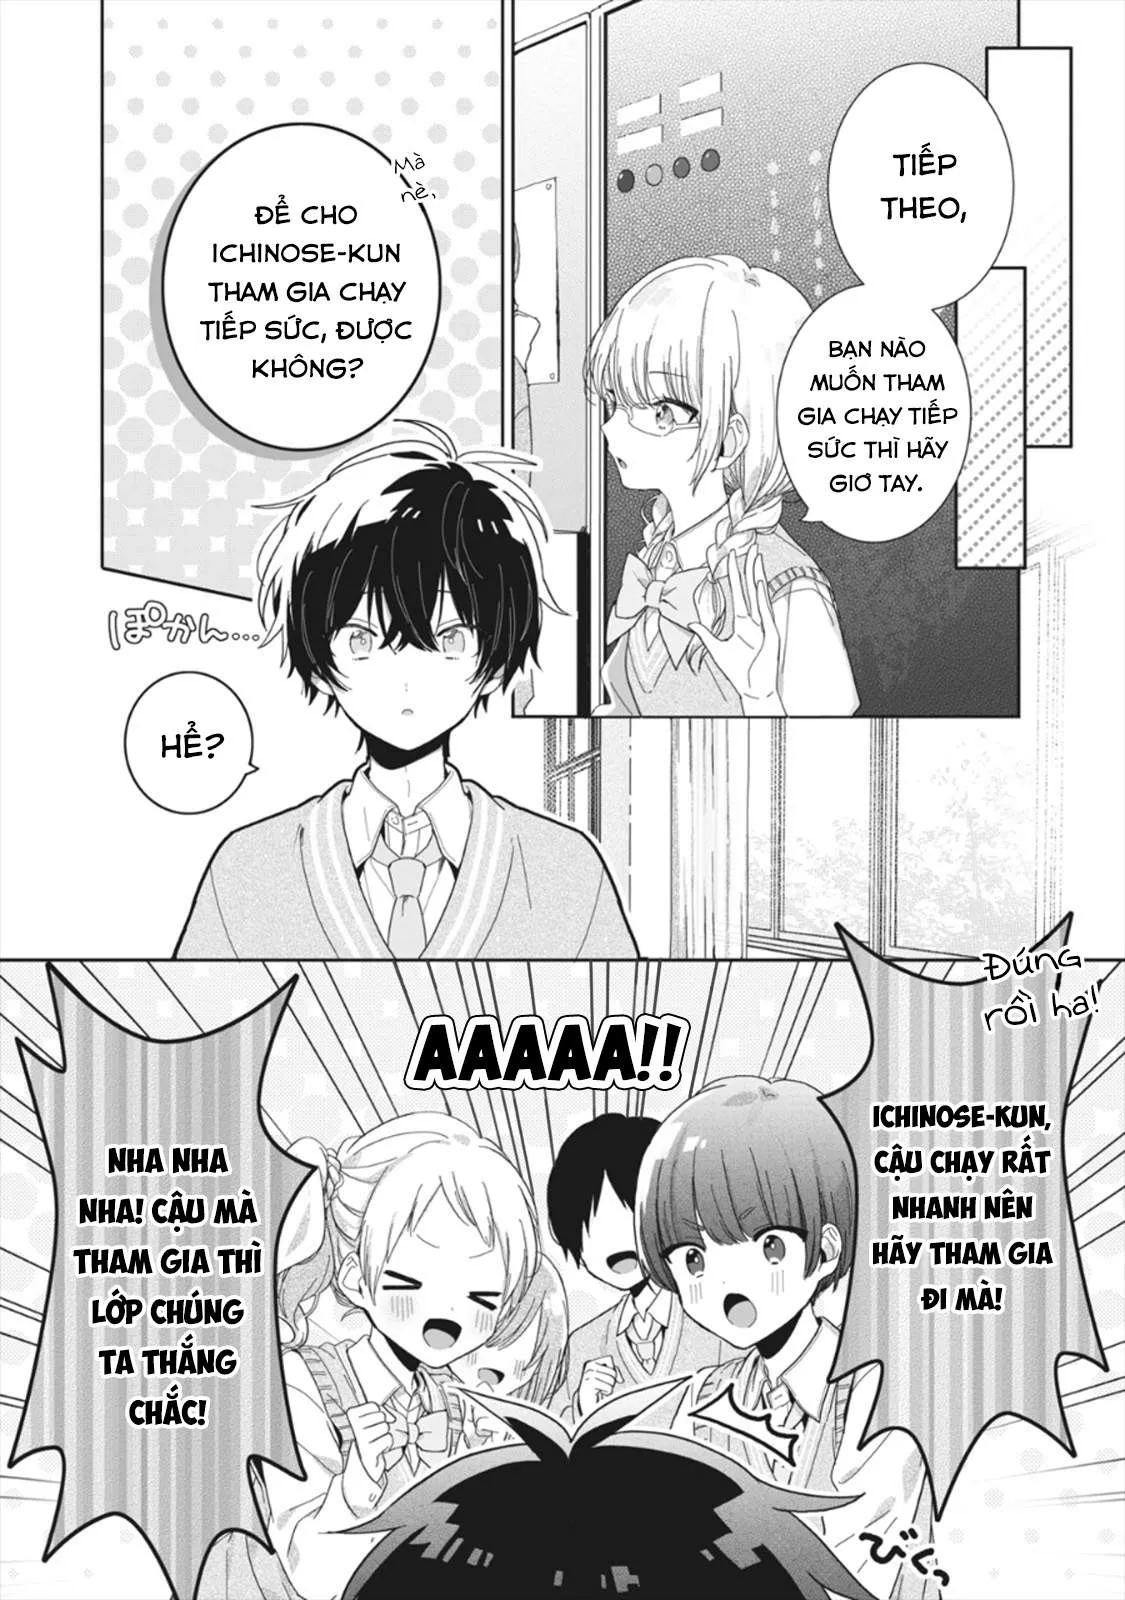 TIẾP
THEO,
BẠN NÀO
MUỐN THAM
GIA CHẠY TIẾP
SỨC THÌ HÃY
GIƠ TAY.
Mà
nè,
ĐỂ CHO
ICHINOSE-KUN
THAM GIA CHẠY
TIẾP SỨC, ĐƯỢC
KHÔNG?
ぽかん...
HỂ?
Đúng
rồi ha!
AAAAA!!
ICHINOSE-KUN,
CẬU CHẠY RẤT
NHANH NÊN
HÃY THAM GIA
ĐI MÀ!
NHA NHA
NHA! CẬU MÀ
THAM GIA THÌ
LỚP CHÚNG
TA THẮNG
CHẮC!
びくっ